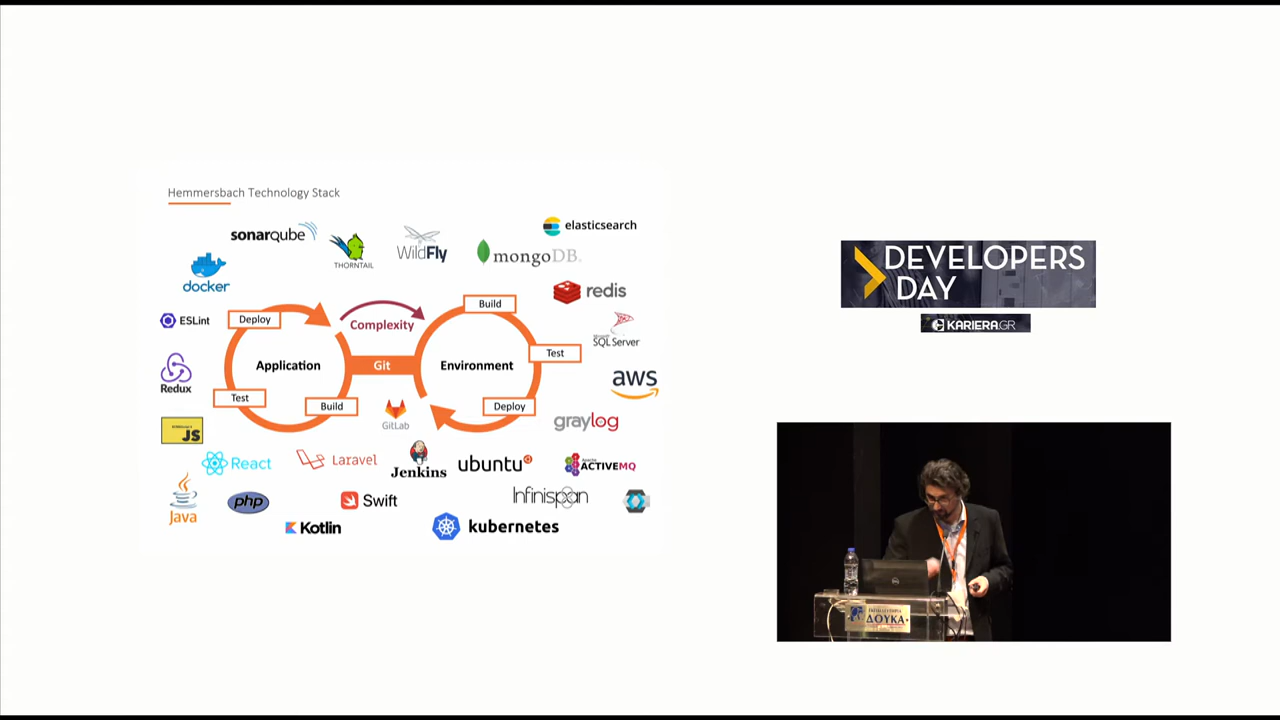 Hemmersbach Technology Stack
sonarqube
THORNTAIL
WildFly
mongoDB.
elasticsearch
docker
redis
ESLint
Deploy
Complexity
Build
SQL Server
Application
Git
Environment
Test
Redux
Test
Build
GitLab
Deploy
aws
JS
graylog
React
Laravel
Jenkins
ubuntu
ACTIVEMQ
Java
php
Swift
Infinispan
Kotlin
kubernetes
DEVELOPERS
DAY
KARIERA.GR
ΔΟΥΚΑ